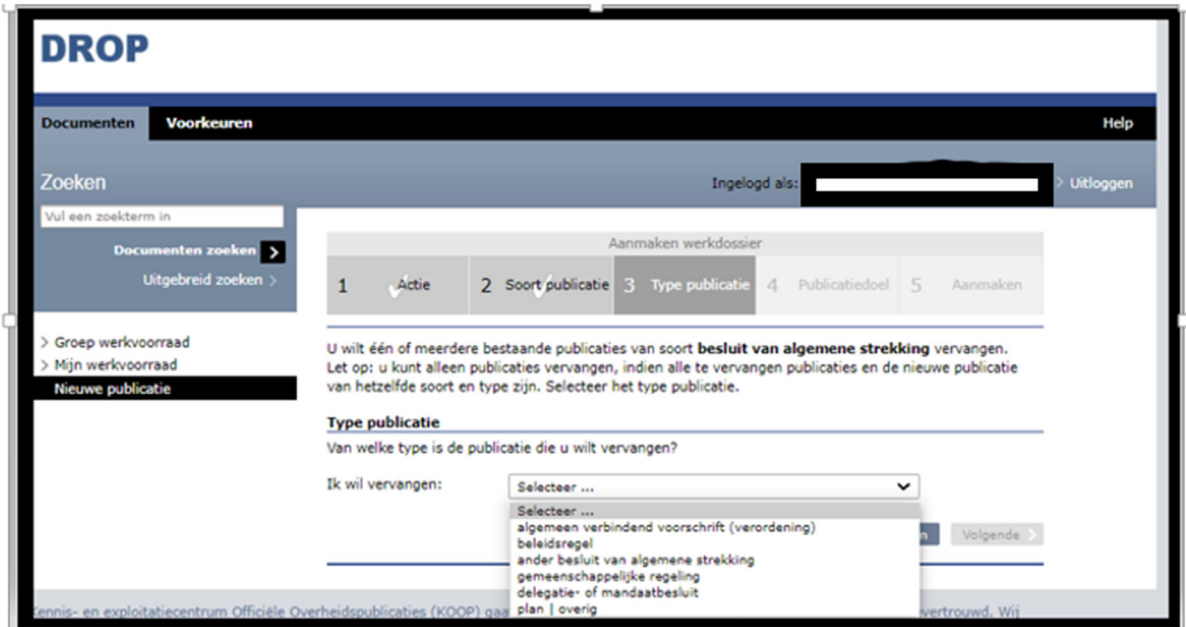 DROP
Documenten Voorkeuren Help
Zoeken
Ingelogd als: > Uitloggen
Vul een zoekterm in
Documenten zoeken >
Uitgebreid zoeken >
Aanmaken werkdossier
1 Actie 2 Soort publicatie 3 Type publicatie 4 Publicatiedoel 5 Aanmaken
> Groep werkvoorraad
> Mijn werkvoorraad
Nieuwe publicatie
U wilt één of meerdere bestaande publicaties van soort besluit van algemene strekking vervangen.
Let op: u kunt alleen publicaties vervangen, indien alle te vervangen publicaties en de nieuwe publicatie
van hetzelfde soort en type zijn. Selecteer het type publicatie.
Type publicatie
Van welke type is de publicatie die u wilt vervangen?
Ik wil vervangen: Selecteer ...
Selecteer ...
algemeen verbindend voorschrift (verordening)
beleidsregel
ander besluit van algemene strekking
gemeenschappelijke regeling
delegatie- of mandaatbesluit
plan | overig
n Volgende >
Kennis- en exploitatiecentrum Officiële Overheidspublicaties (KOOP) gaa evertrouwd. Wij